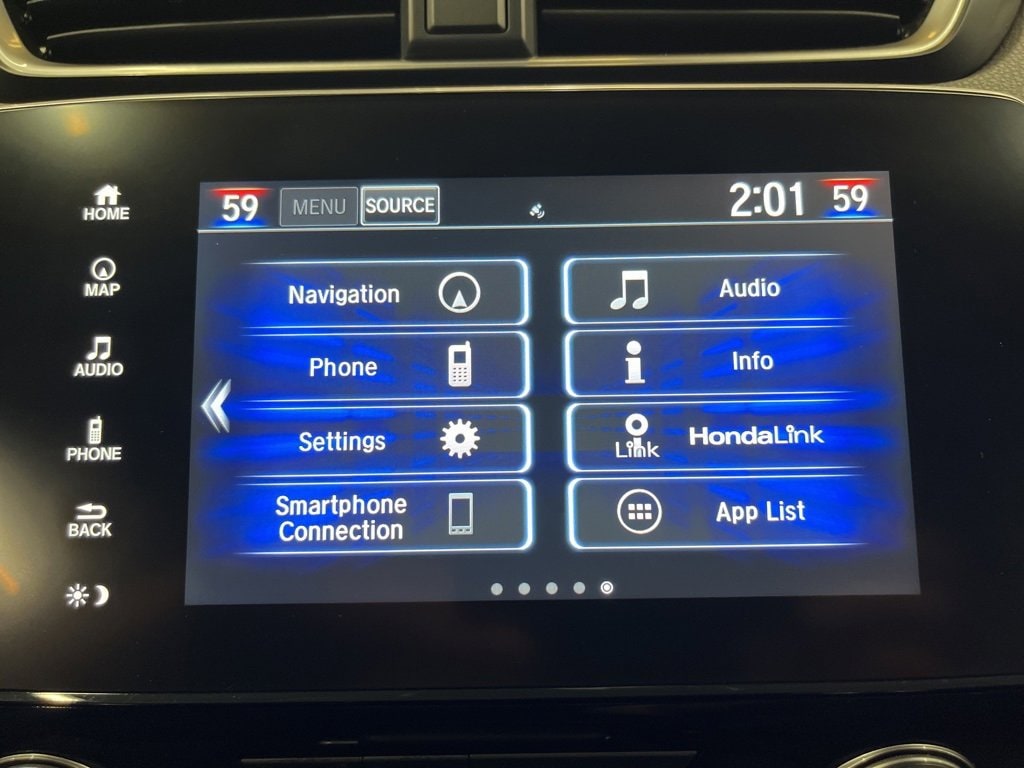 59 MENU SOURCE 2:01 59
HOME
MAP
AUDIO
PHONE
BACK
Navigation
Audio
Phone
Info
Settings
Link
HondaLink
Smartphone
Connection
App List